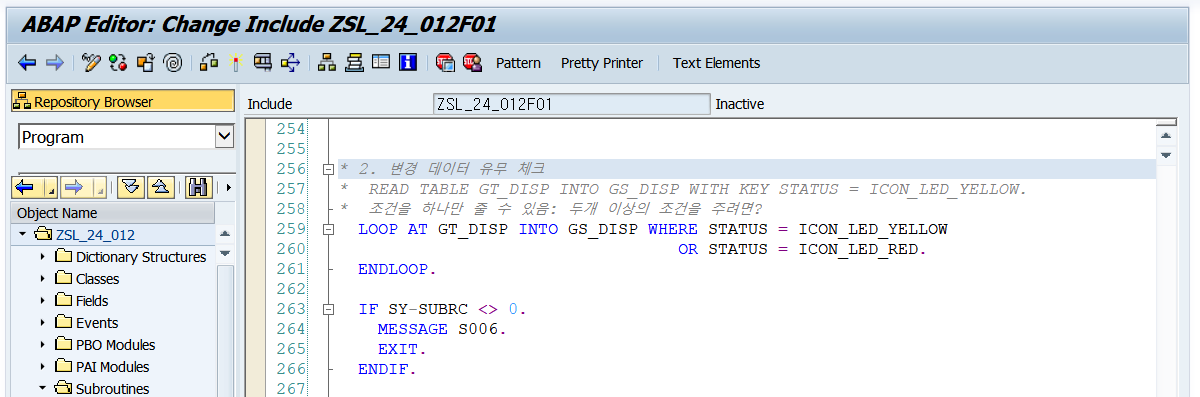 ABAP Editor: Change Include ZSL_24_012F01
Pattern Pretty Printer Text Elements
Repository Browser
Program
Object Name
ZSL_24_012
Dictionary Structures
Classes
Fields
Events
PBO Modules
PAI Modules
Subroutines
Include ZSL_24_012F01 Inactive
254
255
256 * 2. 변경 데이터 유무 체크
257 *  READ TABLE GT_DISP INTO GS_DISP WITH KEY STATUS = ICON_LED_YELLOW.
258 *  조건을 하나만 줄 수 있음: 두개 이상의 조건을 주려면?
259   LOOP AT GT_DISP INTO GS_DISP WHERE STATUS = ICON_LED_YELLOW
260                                   OR STATUS = ICON_LED_RED.
261   ENDLOOP.
262
263   IF SY-SUBRC <> 0.
264     MESSAGE S006.
265     EXIT.
266   ENDIF.
267